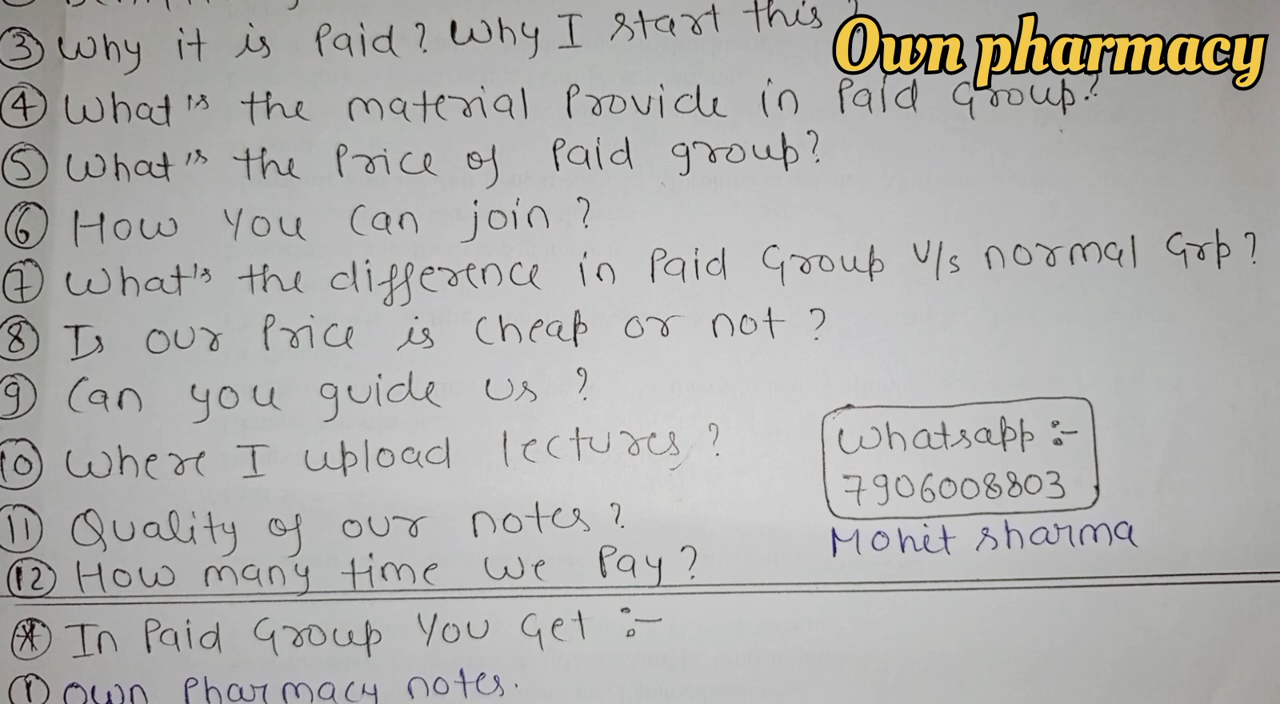 ③ Why it is Paid? Why I start this?
Own pharmacy
④ What is the material Provide in Paid Group?
⑤ What is the Price of Paid group?
⑥ How you can join?
⑦ What's the difference in Paid Group v/s normal Grp?
⑧ Is our Price is cheap or not?
⑨ Can you guide us?
⑩ Where I upload lectures?
⑪ Quality of our notes?
⑫ How many time we Pay?
Whatsapp :-
7906008803
Mohit sharma
* In Paid Group You Get :-
① Own Pharmacy notes.